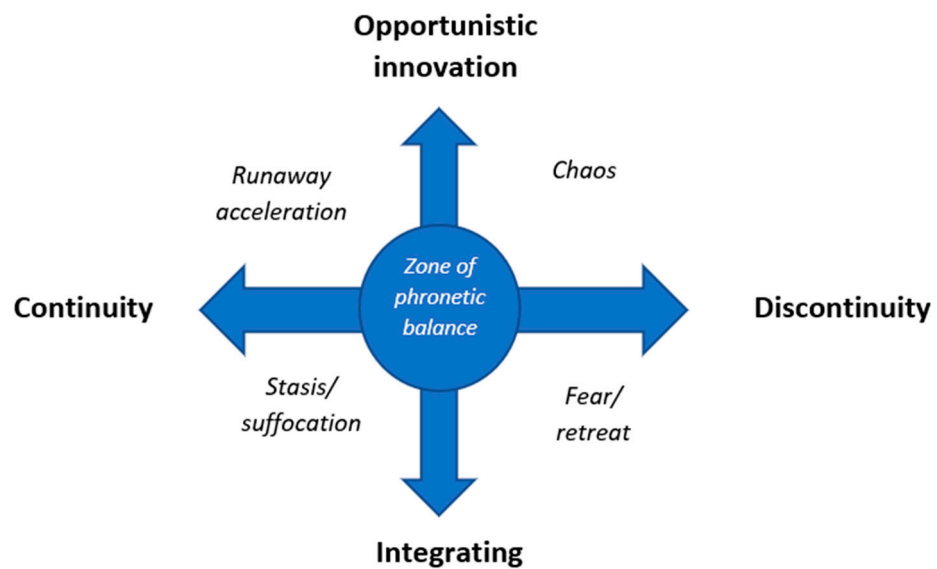 Opportunistic
innovation
Runaway
acceleration
Chaos
Zone of
phronetic
balance
Continuity
Discontinuity
Stasis/
suffocation
Fear/
retreat
Integrating